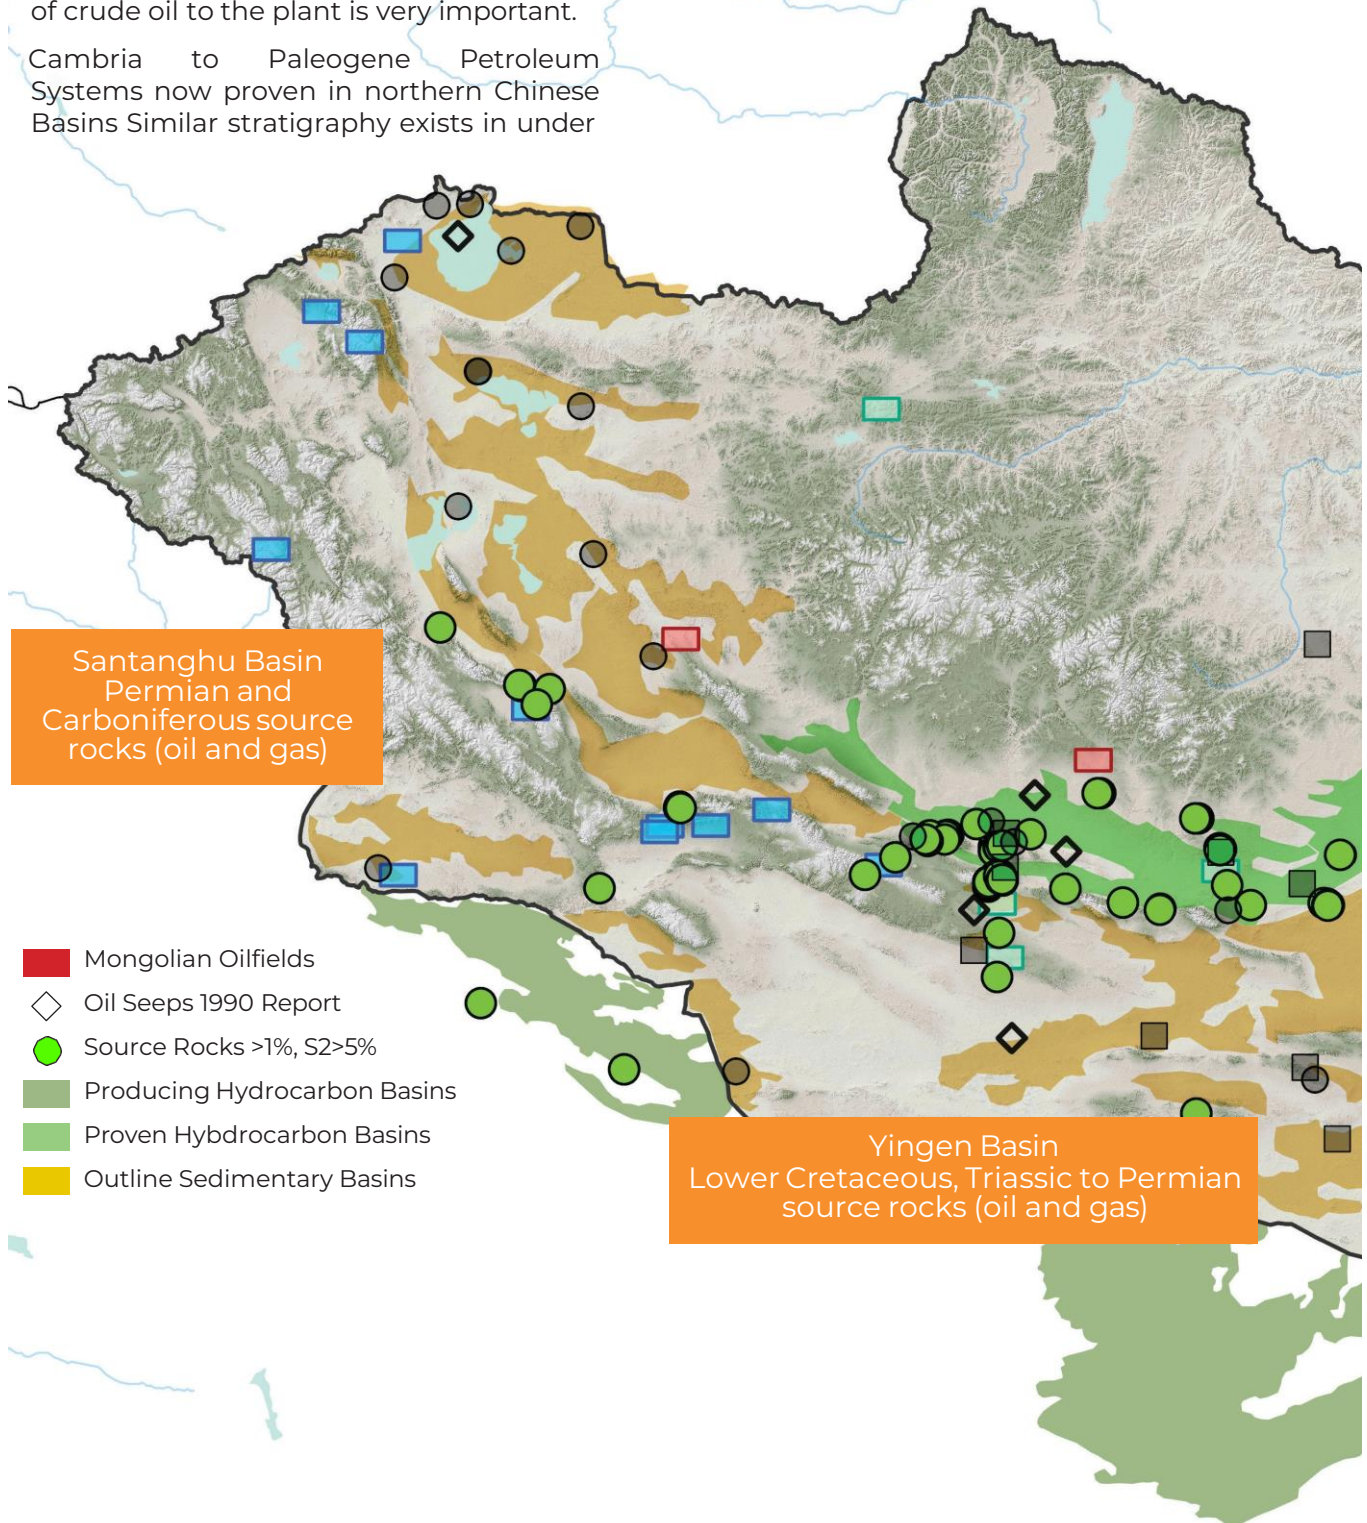 of crude oil to the plant is very important.
Cambria to Paleogene Petroleum
Systems now proven in northern Chinese
Basins Similar stratigraphy exists in under
Santanghu Basin
Permian and
Carboniferous source
rocks (oil and gas)
Mongolian Oilfields
Oil Seeps 1990 Report
Source Rocks >1%, S2>5%
Producing Hydrocarbon Basins
Proven Hybdrocarbon Basins
Outline Sedimentary Basins
Yingen Basin
Lower Cretaceous, Triassic to Permian
source rocks (oil and gas)